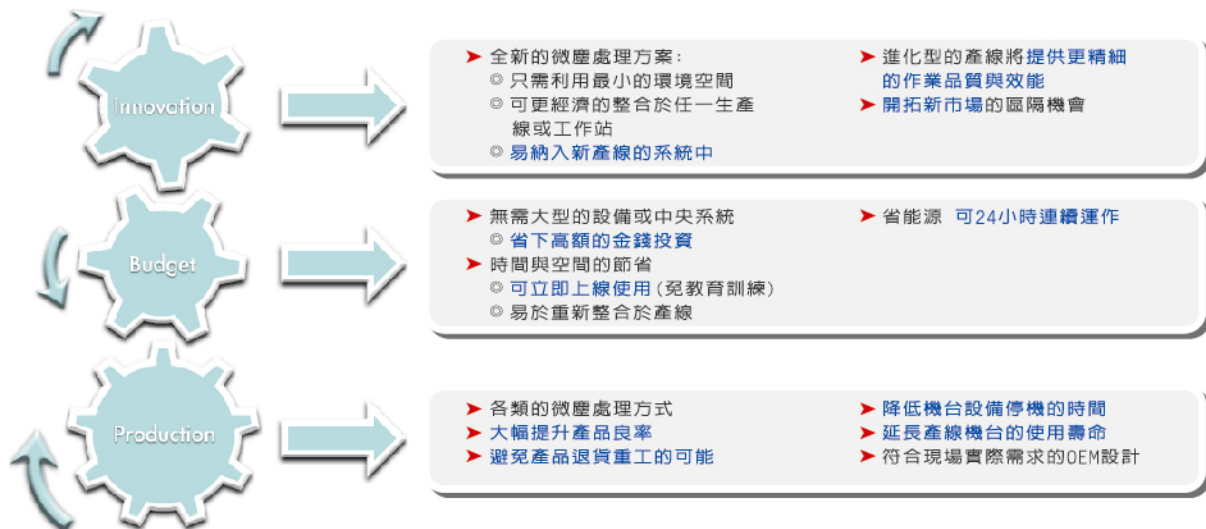 Innovation
➤ 全新的微塵處理方案:
◎ 只需利用最小的環境空間
◎ 可更經濟的整合於任一生產
線或工作站
◎ 易納入新產線的系統中
➤ 進化型的產線將提供更精細
的作業品質與效能
➤ 開拓新市場的區隔機會
Budget
➤ 無需大型的設備或中央系統
◎ 省下高額的金錢投資
➤ 時間與空間的節省
◎ 可立即上線使用(免教育訓練)
◎ 易於重新整合於產線
➤ 省能源 可24小時連續運作
Production
➤ 各類的微塵處理方式
➤ 大幅提升產品良率
➤ 避免產品退貨重工的可能
➤ 降低機台設備停機的時間
➤ 延長產線機台的使用壽命
➤ 符合現場實際需求的OEM設計